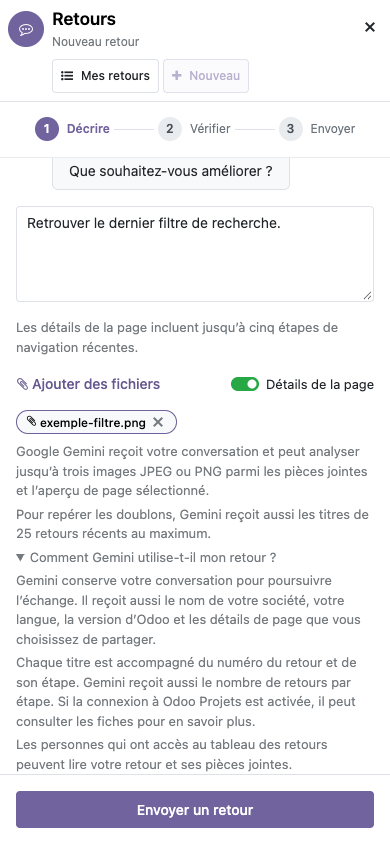 Retours
Nouveau retour
Mes retours
Nouveau
1 Décrire
2 Vérifier
3 Envoyer
Que souhaitez-vous améliorer ?
Retrouver le dernier filtre de recherche.
Les détails de la page incluent jusqu’à cinq étapes de
navigation récentes.
Ajouter des fichiers
Détails de la page
exemple-filtre.png
Google Gemini reçoit votre conversation et peut analyser
jusqu’à trois images JPEG ou PNG parmi les pièces jointes
et l’aperçu de page sélectionné.
Pour repérer les doublons, Gemini reçoit aussi les titres de
25 retours récents au maximum.
Comment Gemini utilise-t-il mon retour ?
Gemini conserve votre conversation pour poursuivre
l’échange. Il reçoit aussi le nom de votre société, votre
langue, la version d’Odoo et les détails de page que vous
choisissez de partager.
Chaque titre est accompagné du numéro du retour et de
son étape. Gemini reçoit aussi le nombre de retours par
étape. Si la connexion à Odoo Projets est activée, il peut
consulter les fiches pour en savoir plus.
Les personnes qui ont accès au tableau des retours
peuvent lire votre retour et ses pièces jointes.
Envoyer un retour